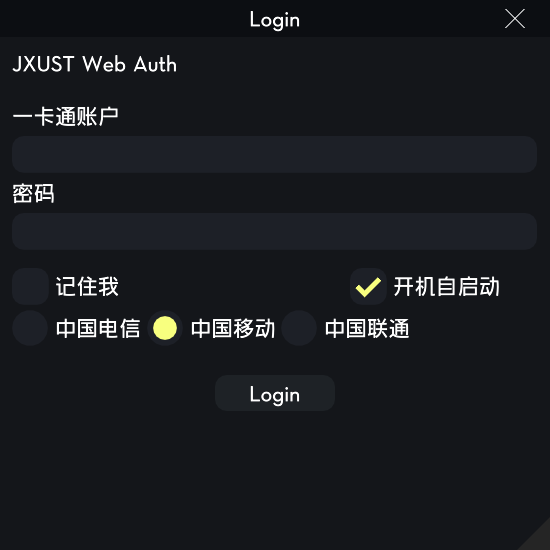 Login
JXUST Web Auth
一卡通账户
密码
记住我 开机自启动
中国电信 中国移动 中国联通
Login